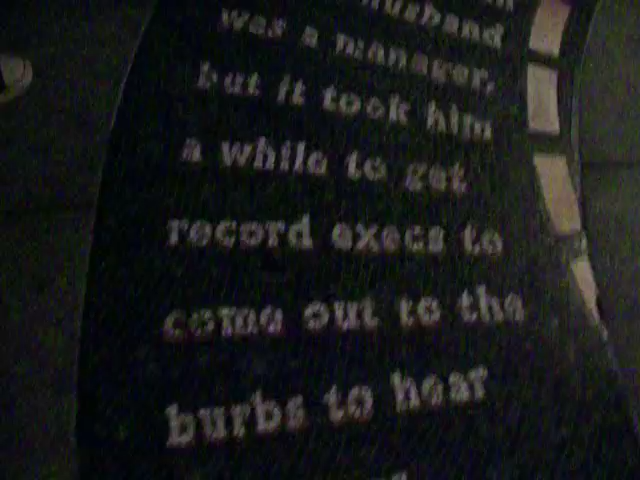 husband
was a manager,
but it took him
a while to get
record execs to
come out to the
burbs to hear